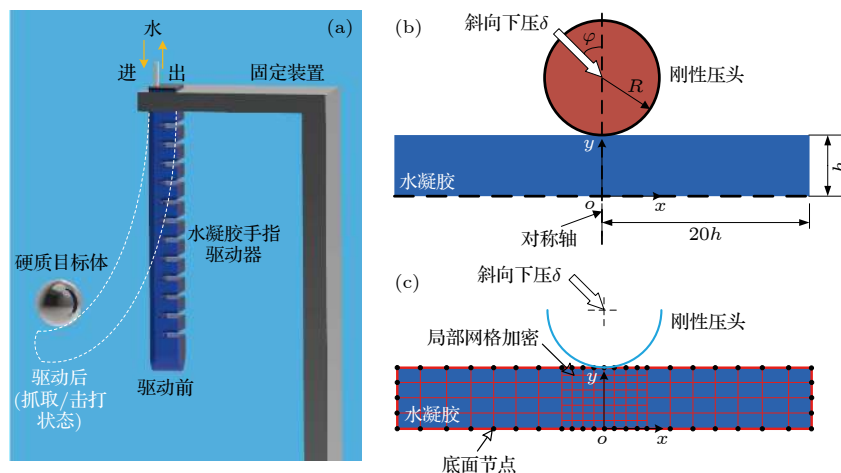 (a)
水
进 出
固定装置
水凝胶手指
驱动器
硬质目标体
驱动后
(抓取/击打
状态)
驱动前
(b)
斜向下压δ
φ
刚性压头
R
y
水凝胶
h
o
x
对称轴
20h
(c)
斜向下压δ
刚性压头
局部网格加密
y
水凝胶
o
x
底面节点